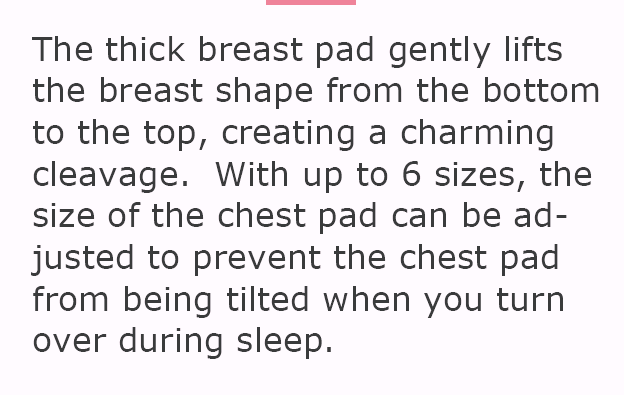 The thick breast pad gently lifts
the breast shape from the bottom
to the top, creating a charming
cleavage.  With up to 6 sizes, the
size of the chest pad can be ad-
justed to prevent the chest pad
from being tilted when you turn
over during sleep.